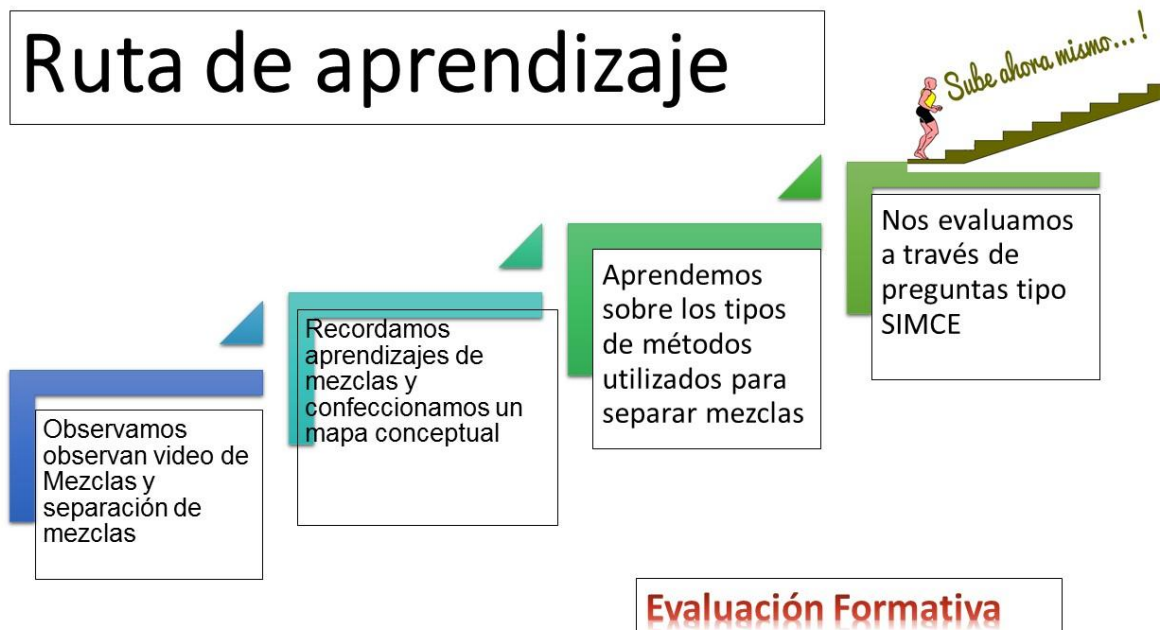 Ruta de aprendizaje
Sube ahora mismo...!
Observamos
observan video de
Mezclas y
separación de
mezclas
Recordamos
aprendizajes de
mezclas y
confeccionamos un
mapa conceptual
Aprendemos
sobre los tipos
de métodos
utilizados para
separar mezclas
Nos evaluamos
a través de
preguntas tipo
SIMCE
Evaluación Formativa